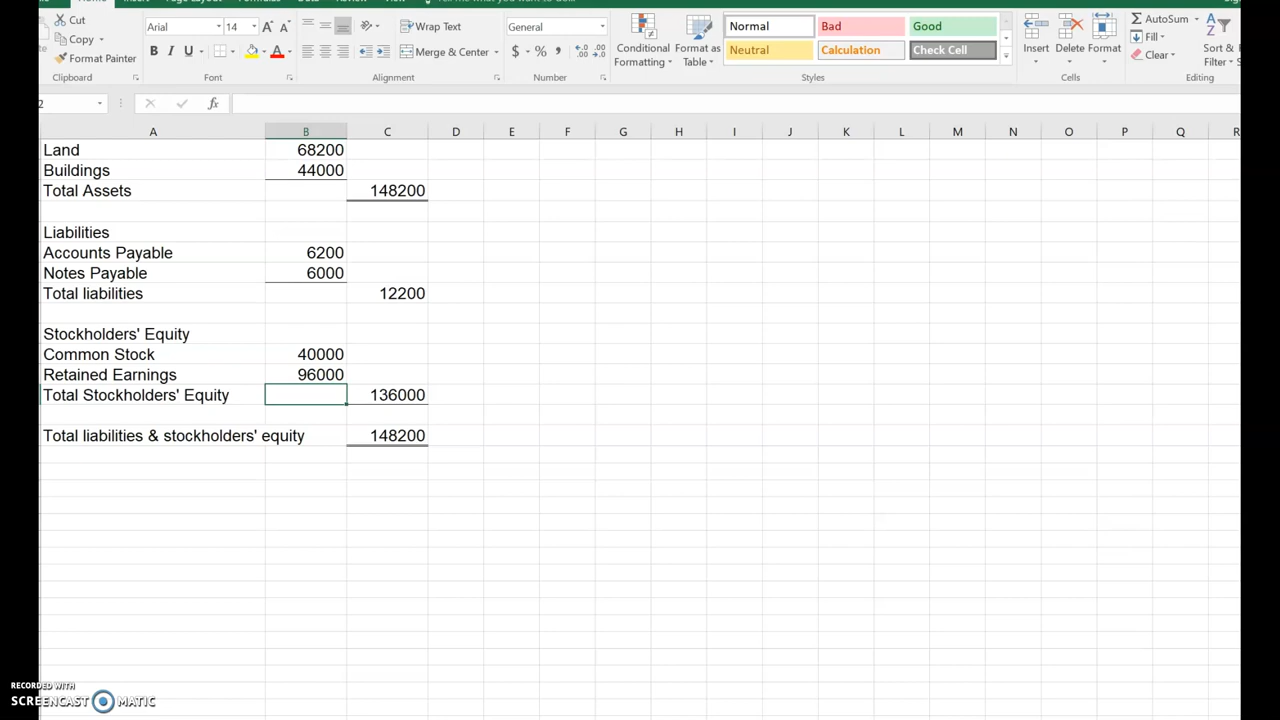 Cut
Copy
Format Painter
Clipboard
Arial 14 A A
B I U A
Font
Wrap Text
Merge & Center
Alignment
General
$ % ,
Number
Conditional Formatting
Format as Table
Normal Bad Good
Neutral Calculation Check Cell
Styles
Insert Delete Format
Cells
AutoSum
Fill
Clear
Sort &
Filter
Editing
2 fx
A B C D E F G H I J K L M N O P Q R
Land 68200
Buildings 44000
Total Assets 148200
Liabilities
Accounts Payable 6200
Notes Payable 6000
Total liabilities 12200
Stockholders' Equity
Common Stock 40000
Retained Earnings 96000
Total Stockholders' Equity 136000
Total liabilities & stockholders' equity 148200
RECORDED WITH
SCREENCAST MATIC